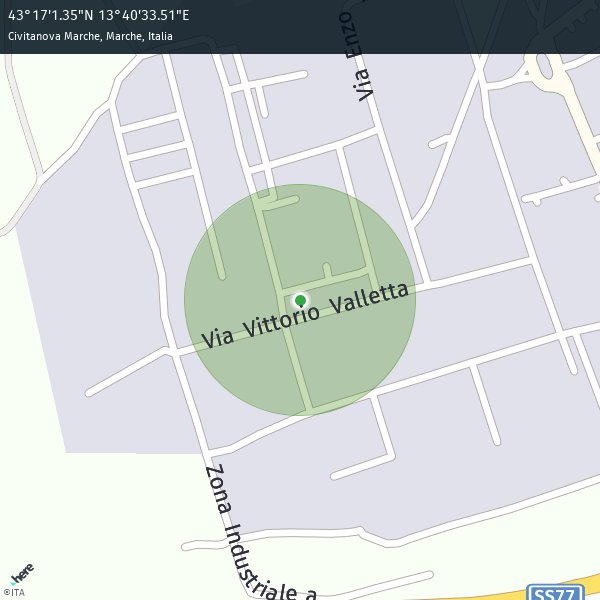 43°17'1.35"N 13°40'33.51"E
Civitanova Marche, Marche, Italia
Via Enzo
Via Vittorio Valletta
Zona Industriale a
SS77
here
©ITA